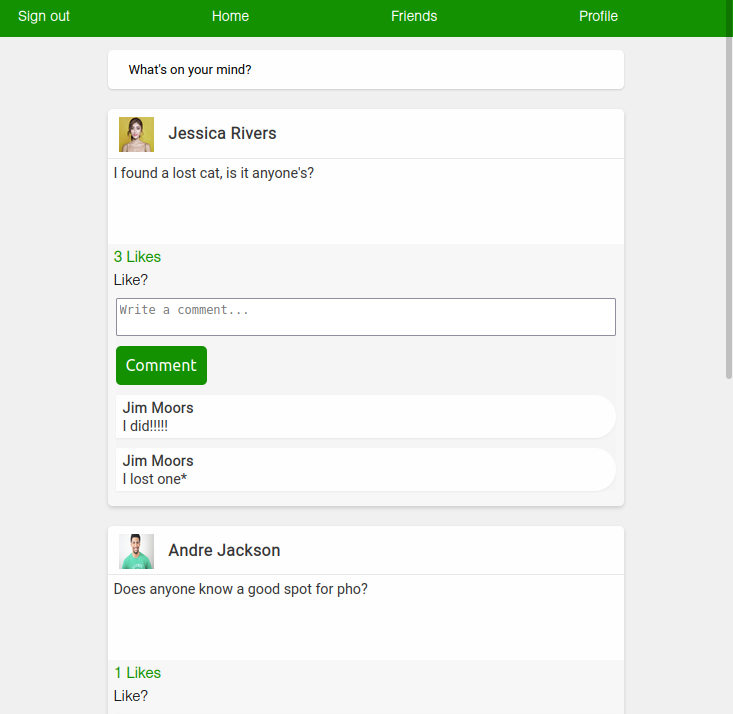 Sign out Home Friends Profile
What's on your mind?
Jessica Rivers
I found a lost cat, is it anyone's?
3 Likes
Like?
Write a comment...
Comment
Jim Moors
I did!!!!!
Jim Moors
I lost one*
Andre Jackson
Does anyone know a good spot for pho?
1 Likes
Like?